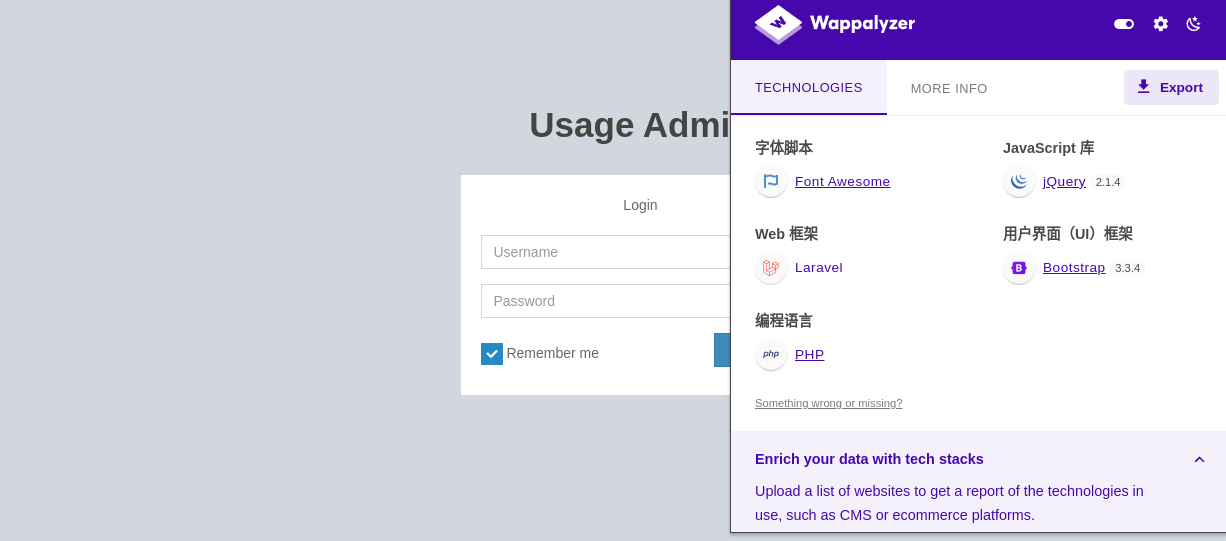 Usage Admi
Login
Username
Password
Remember me
Wappalyzer
TECHNOLOGIES
MORE INFO
Export
字体脚本
Font Awesome
JavaScript 库
jQuery 2.1.4
Web 框架
Laravel
用户界面（UI）框架
Bootstrap 3.3.4
编程语言
php PHP
Something wrong or missing?
Enrich your data with tech stacks
Upload a list of websites to get a report of the technologies in
use, such as CMS or ecommerce platforms.